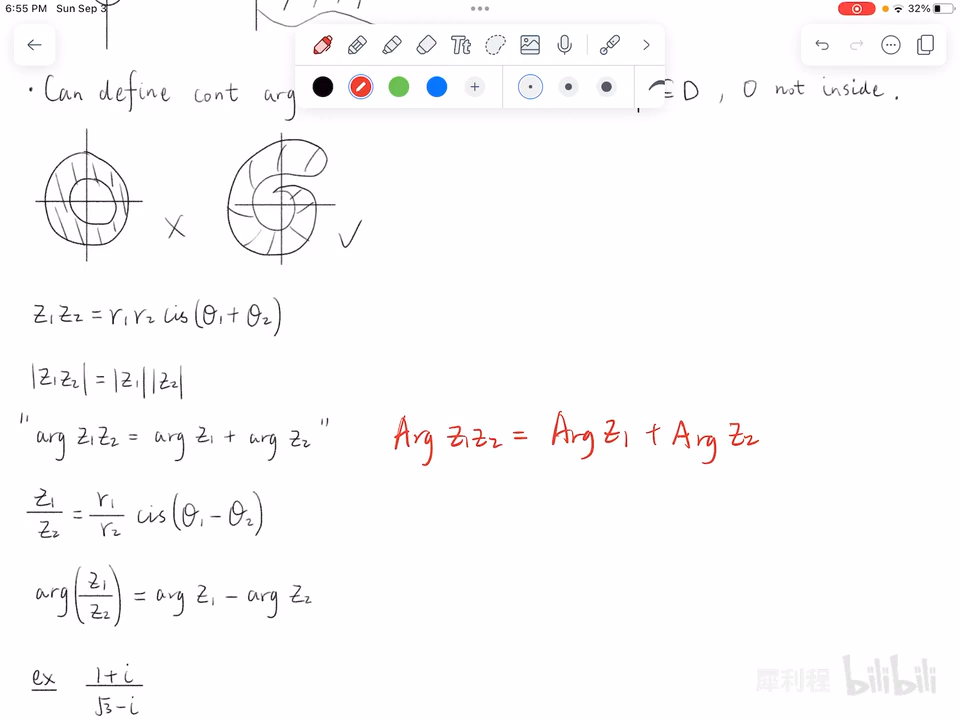 6:55 PM Sun Sep 3
32%
Tt
· Can define cont arg
D, 0 not inside.
X
✓
z₁z₂ = r₁r₂ cis(θ₁+θ₂)
|z₁z₂| = |z₁||z₂|
"arg z₁z₂ = arg z₁ + arg z₂"
Arg z₁z₂ = Arg z₁ + Arg z₂
z₁/z₂ = r₁/r₂ cis(θ₁-θ₂)
arg(z₁/z₂) = arg z₁ - arg z₂
ex (1+i)/(√3-i)
犀利程 bilibili